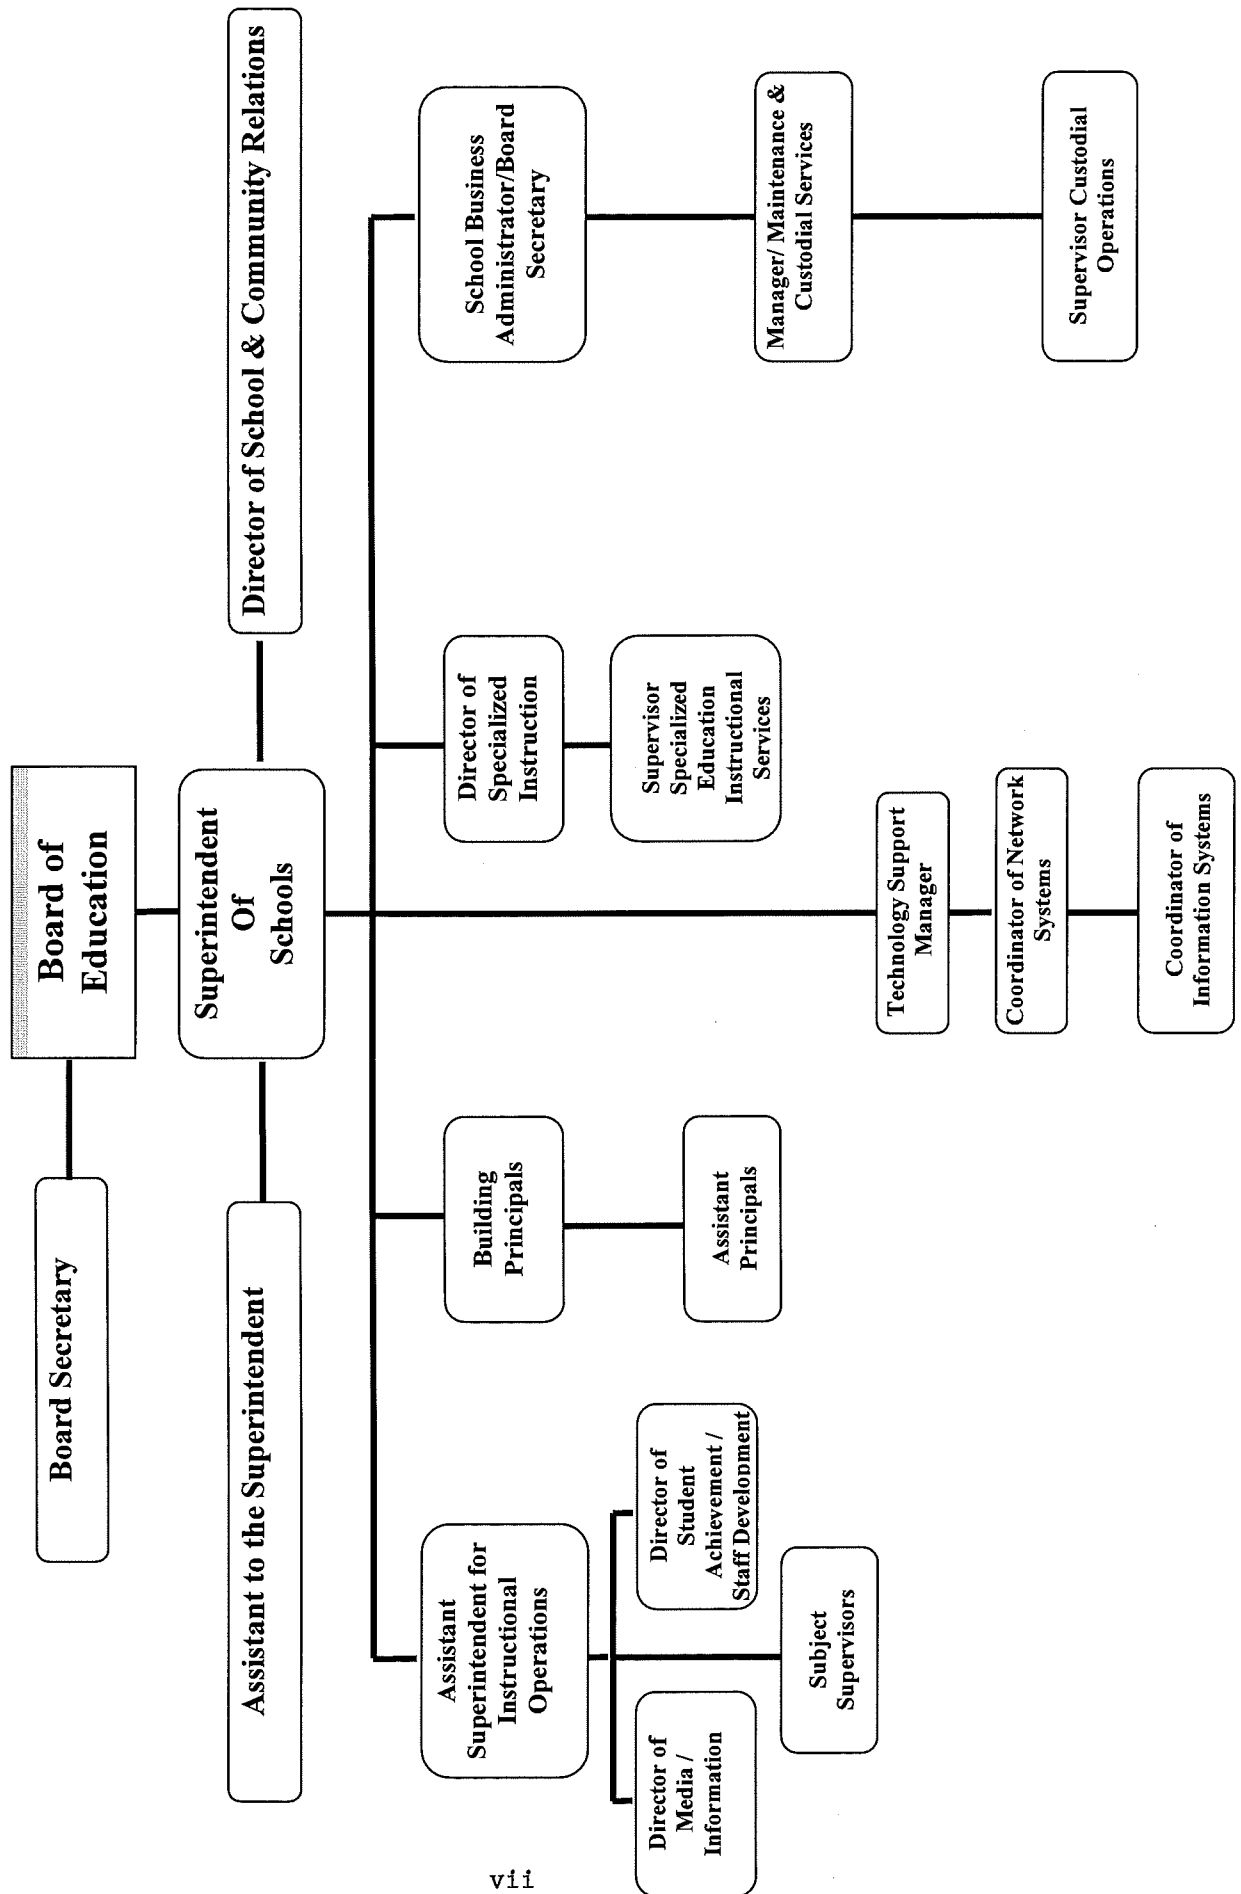 Board of
Education
Board Secretary
Superintendent
Of
Schools
Assistant to the Superintendent
Director of School & Community Relations
Assistant
Superintendent for
Instructional
Operations
Building
Principals
Director of
Specialized
Instruction
School Business
Administrator/Board
Secretary
Director of
Media /
Information
Director of
Student
Achievement /
Staff Development
Subject
Supervisors
Assistant
Principals
Supervisor
Specialized
Education
Instructional
Services
Manager/ Maintenance &
Custodial Services
Technology Support
Manager
Coordinator of Network
Systems
Coordinator of
Information Systems
Supervisor Custodial
Operations
vii